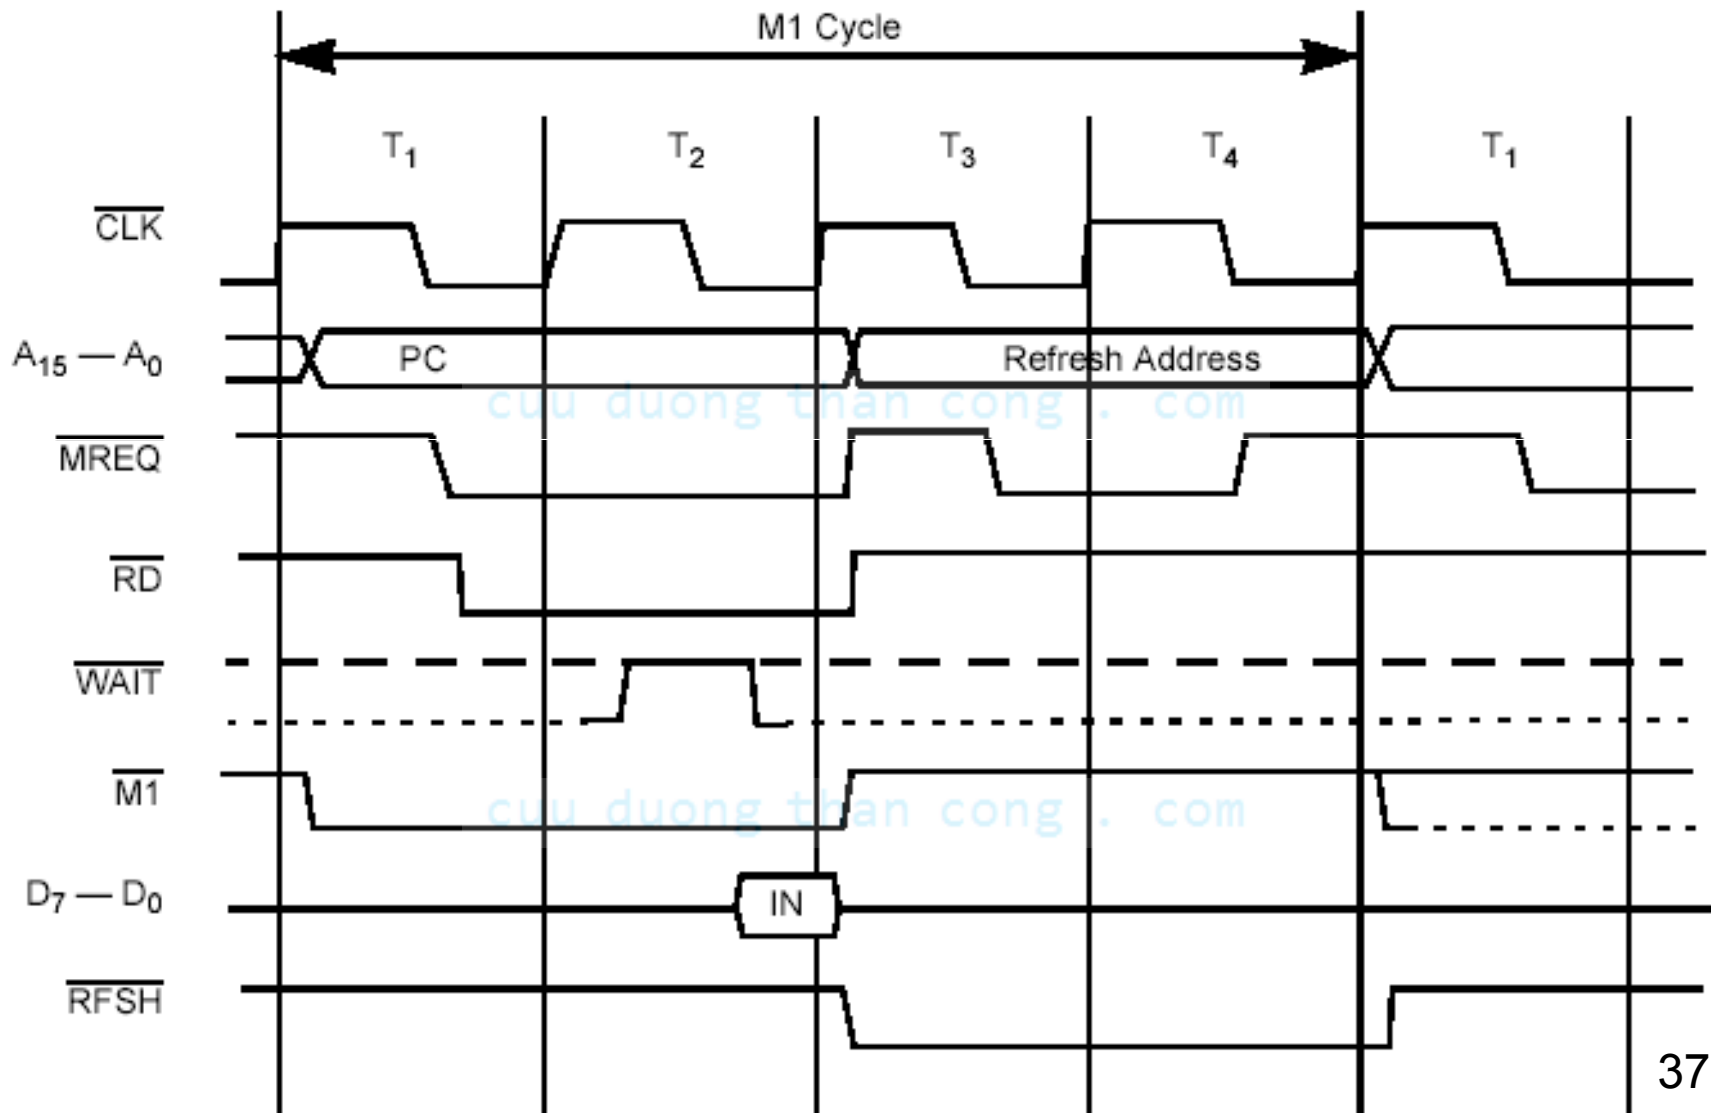 M1 Cycle
T1 T2 T3 T4 T1
CLK
A15 — A0 PC Refresh Address
cuu duong than cong . com
MREQ
RD
WAIT
M1
cuu duong than cong . com
D7 — D0 IN
RFSH
37